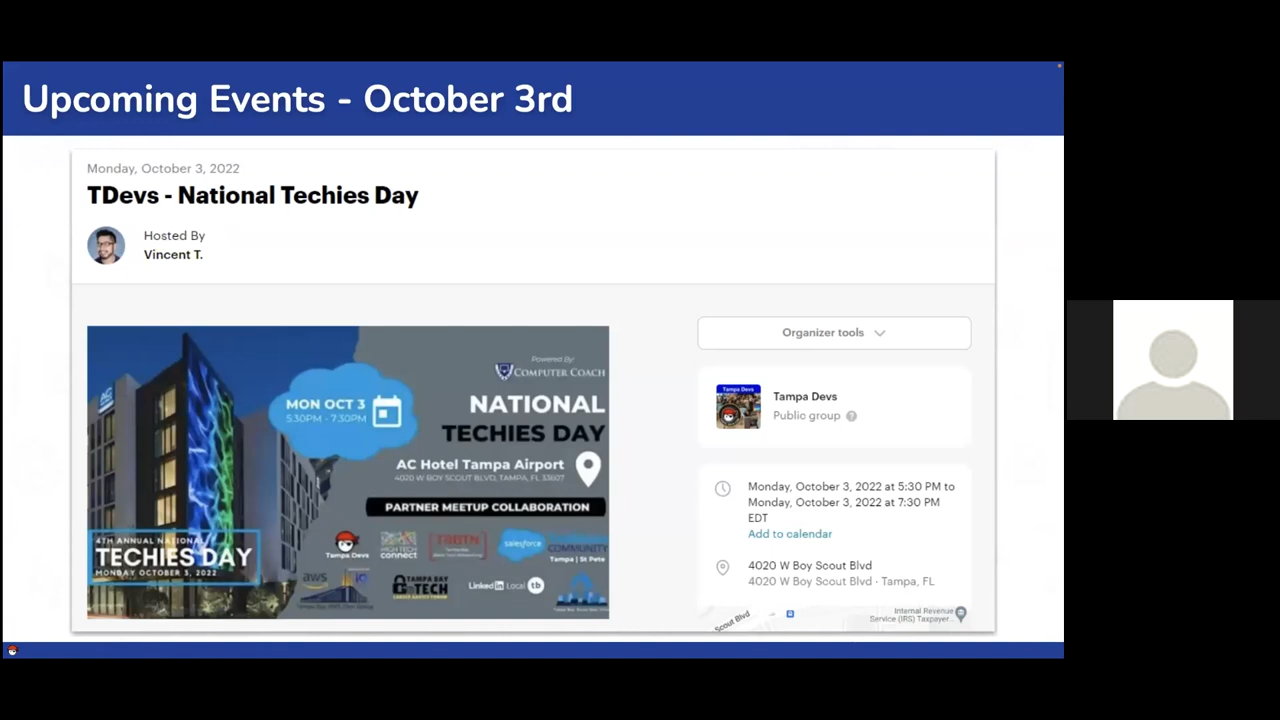 Upcoming Events - October 3rd
Monday, October 3, 2022
TDevs - National Techies Day
Hosted By
Vincent T.
Powered By:
COMPUTER COACH
MON OCT 3
5:30PM - 7:30PM
NATIONAL
TECHIES DAY
AC Hotel Tampa Airport
4020 W BOY SCOUT BLVD, TAMPA, FL 33607
PARTNER MEETUP COLLABORATION
Tampa Devs
HIGH TECH
connect
salesforce
COMMUNITY
Tampa | St Pete
aws
TAMPA BAY
TECH
Linked in Local tb
4TH ANNUAL NATIONAL
TECHIES DAY
MONDAY OCTOBER 3, 2022
Organizer tools
Tampa Devs
Tampa Devs
Public group
Monday, October 3, 2022 at 5:30 PM to
Monday, October 3, 2022 at 7:30 PM
EDT
Add to calendar
4020 W Boy Scout Blvd
4020 W Boy Scout Blvd · Tampa, FL
Scout Blvd
Internal Revenue
Service (IRS) Taxpayer...